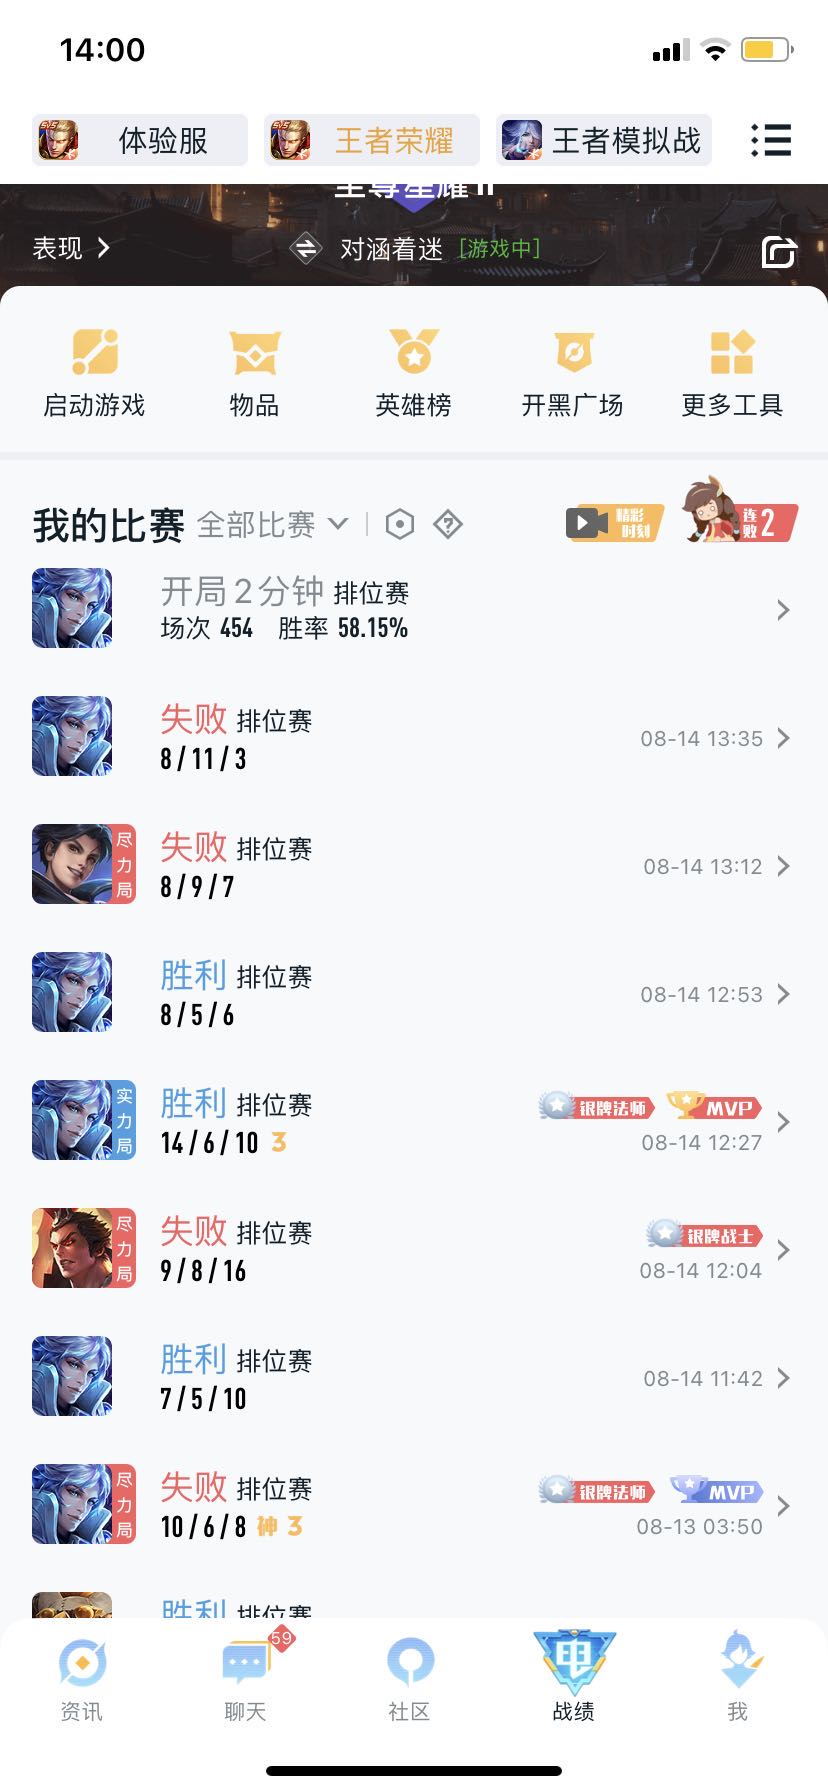 14:00
体验服
王者荣耀
王者模拟战
至尊星耀II
表现
对涵着迷 [游戏中]
启动游戏
物品
英雄榜
开黑广场
更多工具
我的比赛 全部比赛
精彩时刻
连败2
开局2分钟 排位赛
场次 454 胜率 58.15%
失败 排位赛
8/11/3
08-14 13:35
尽力局
失败 排位赛
8/9/7
08-14 13:12
胜利 排位赛
8/5/6
08-14 12:53
实力局
胜利 排位赛
14/6/10 3
银牌法师 MVP
08-14 12:27
尽力局
失败 排位赛
9/8/16
银牌战士
08-14 12:04
胜利 排位赛
7/5/10
08-14 11:42
尽力局
失败 排位赛
10/6/8 神 3
银牌法师 MVP
08-13 03:50
胜利 排位赛
资讯
59
聊天
社区
电
战绩
我